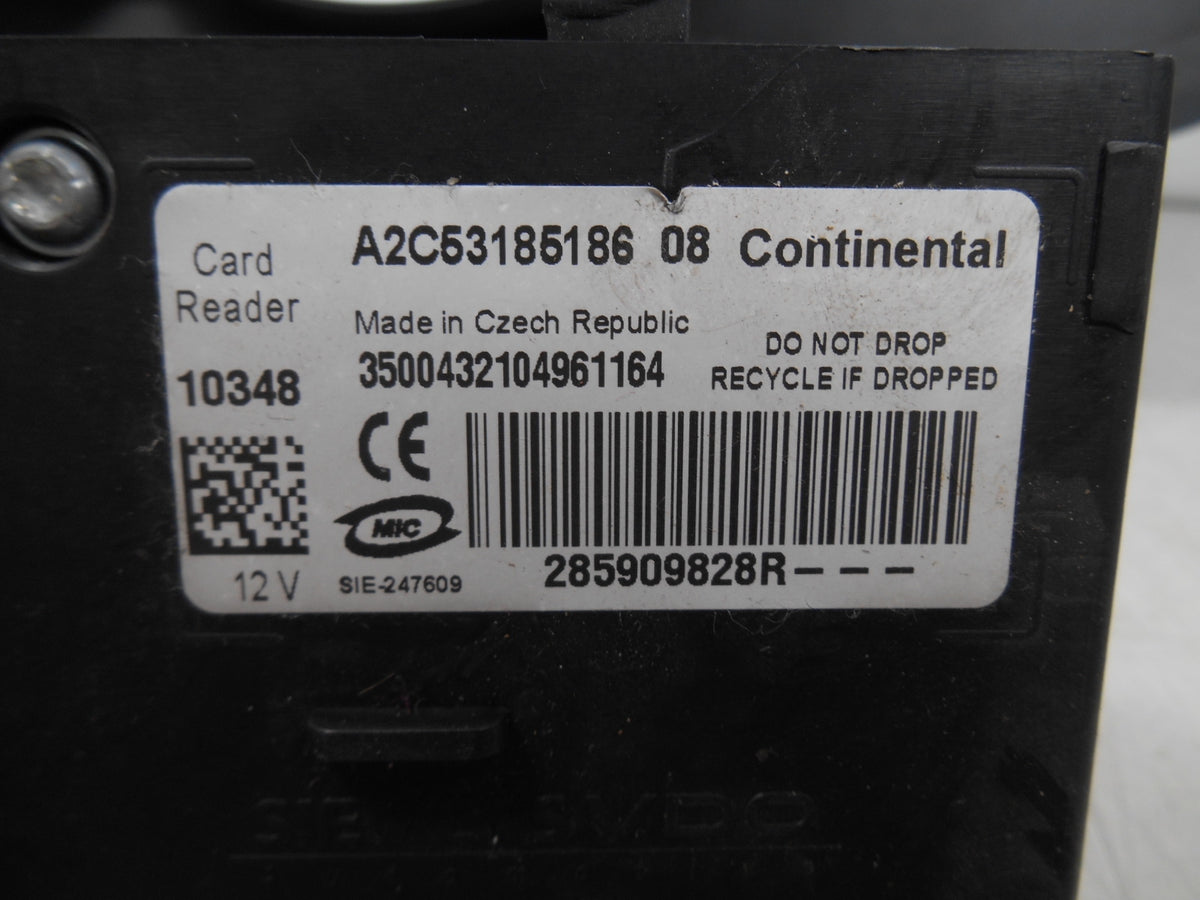 Card
Reader
10348
12 V
A2C53185186 08 Continental
Made in Czech Republic
3500432104961164
DO NOT DROP
RECYCLE IF DROPPED
CE
MIC
SIE-247609
285909828R---
VDO